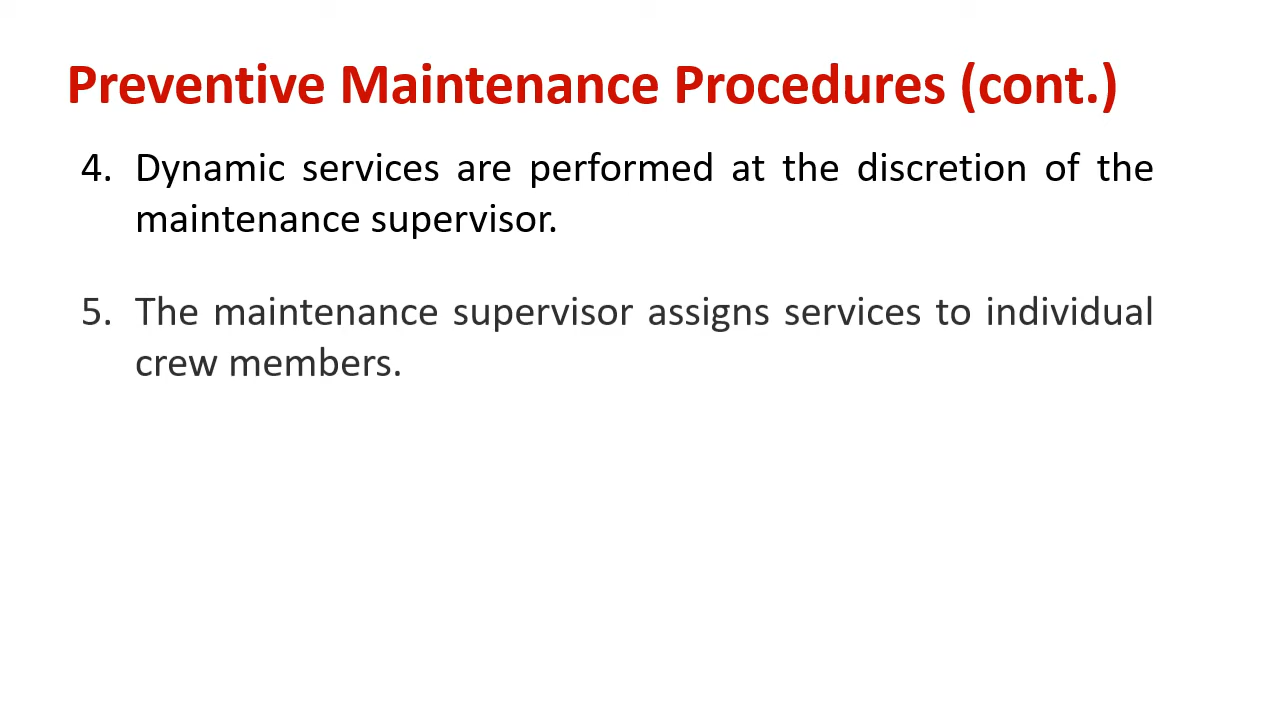 Preventive Maintenance Procedures (cont.)
4. Dynamic services are performed at the discretion of the
maintenance supervisor.
5. The maintenance supervisor assigns services to individual
crew members.